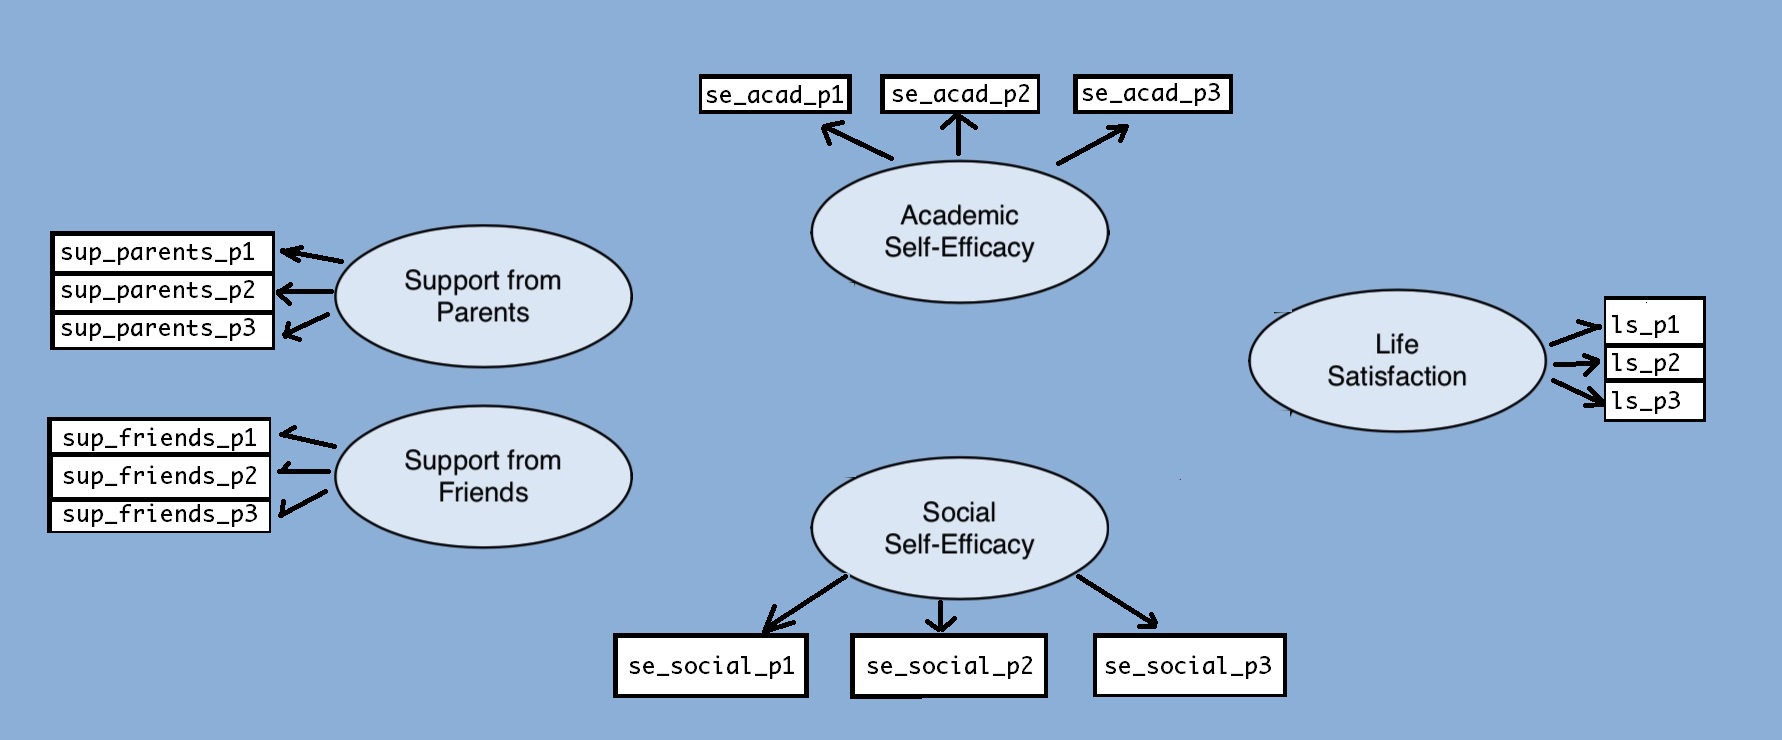 se_acad_p1
se_acad_p2
se_acad_p3
Academic
Self-Efficacy
sup_parents_p1
sup_parents_p2
sup_parents_p3
Support from
Parents
Life
Satisfaction
ls_p1
ls_p2
ls_p3
sup_friends_p1
sup_friends_p2
sup_friends_p3
Support from
Friends
Social
Self-Efficacy
se_social_p1
se_social_p2
se_social_p3